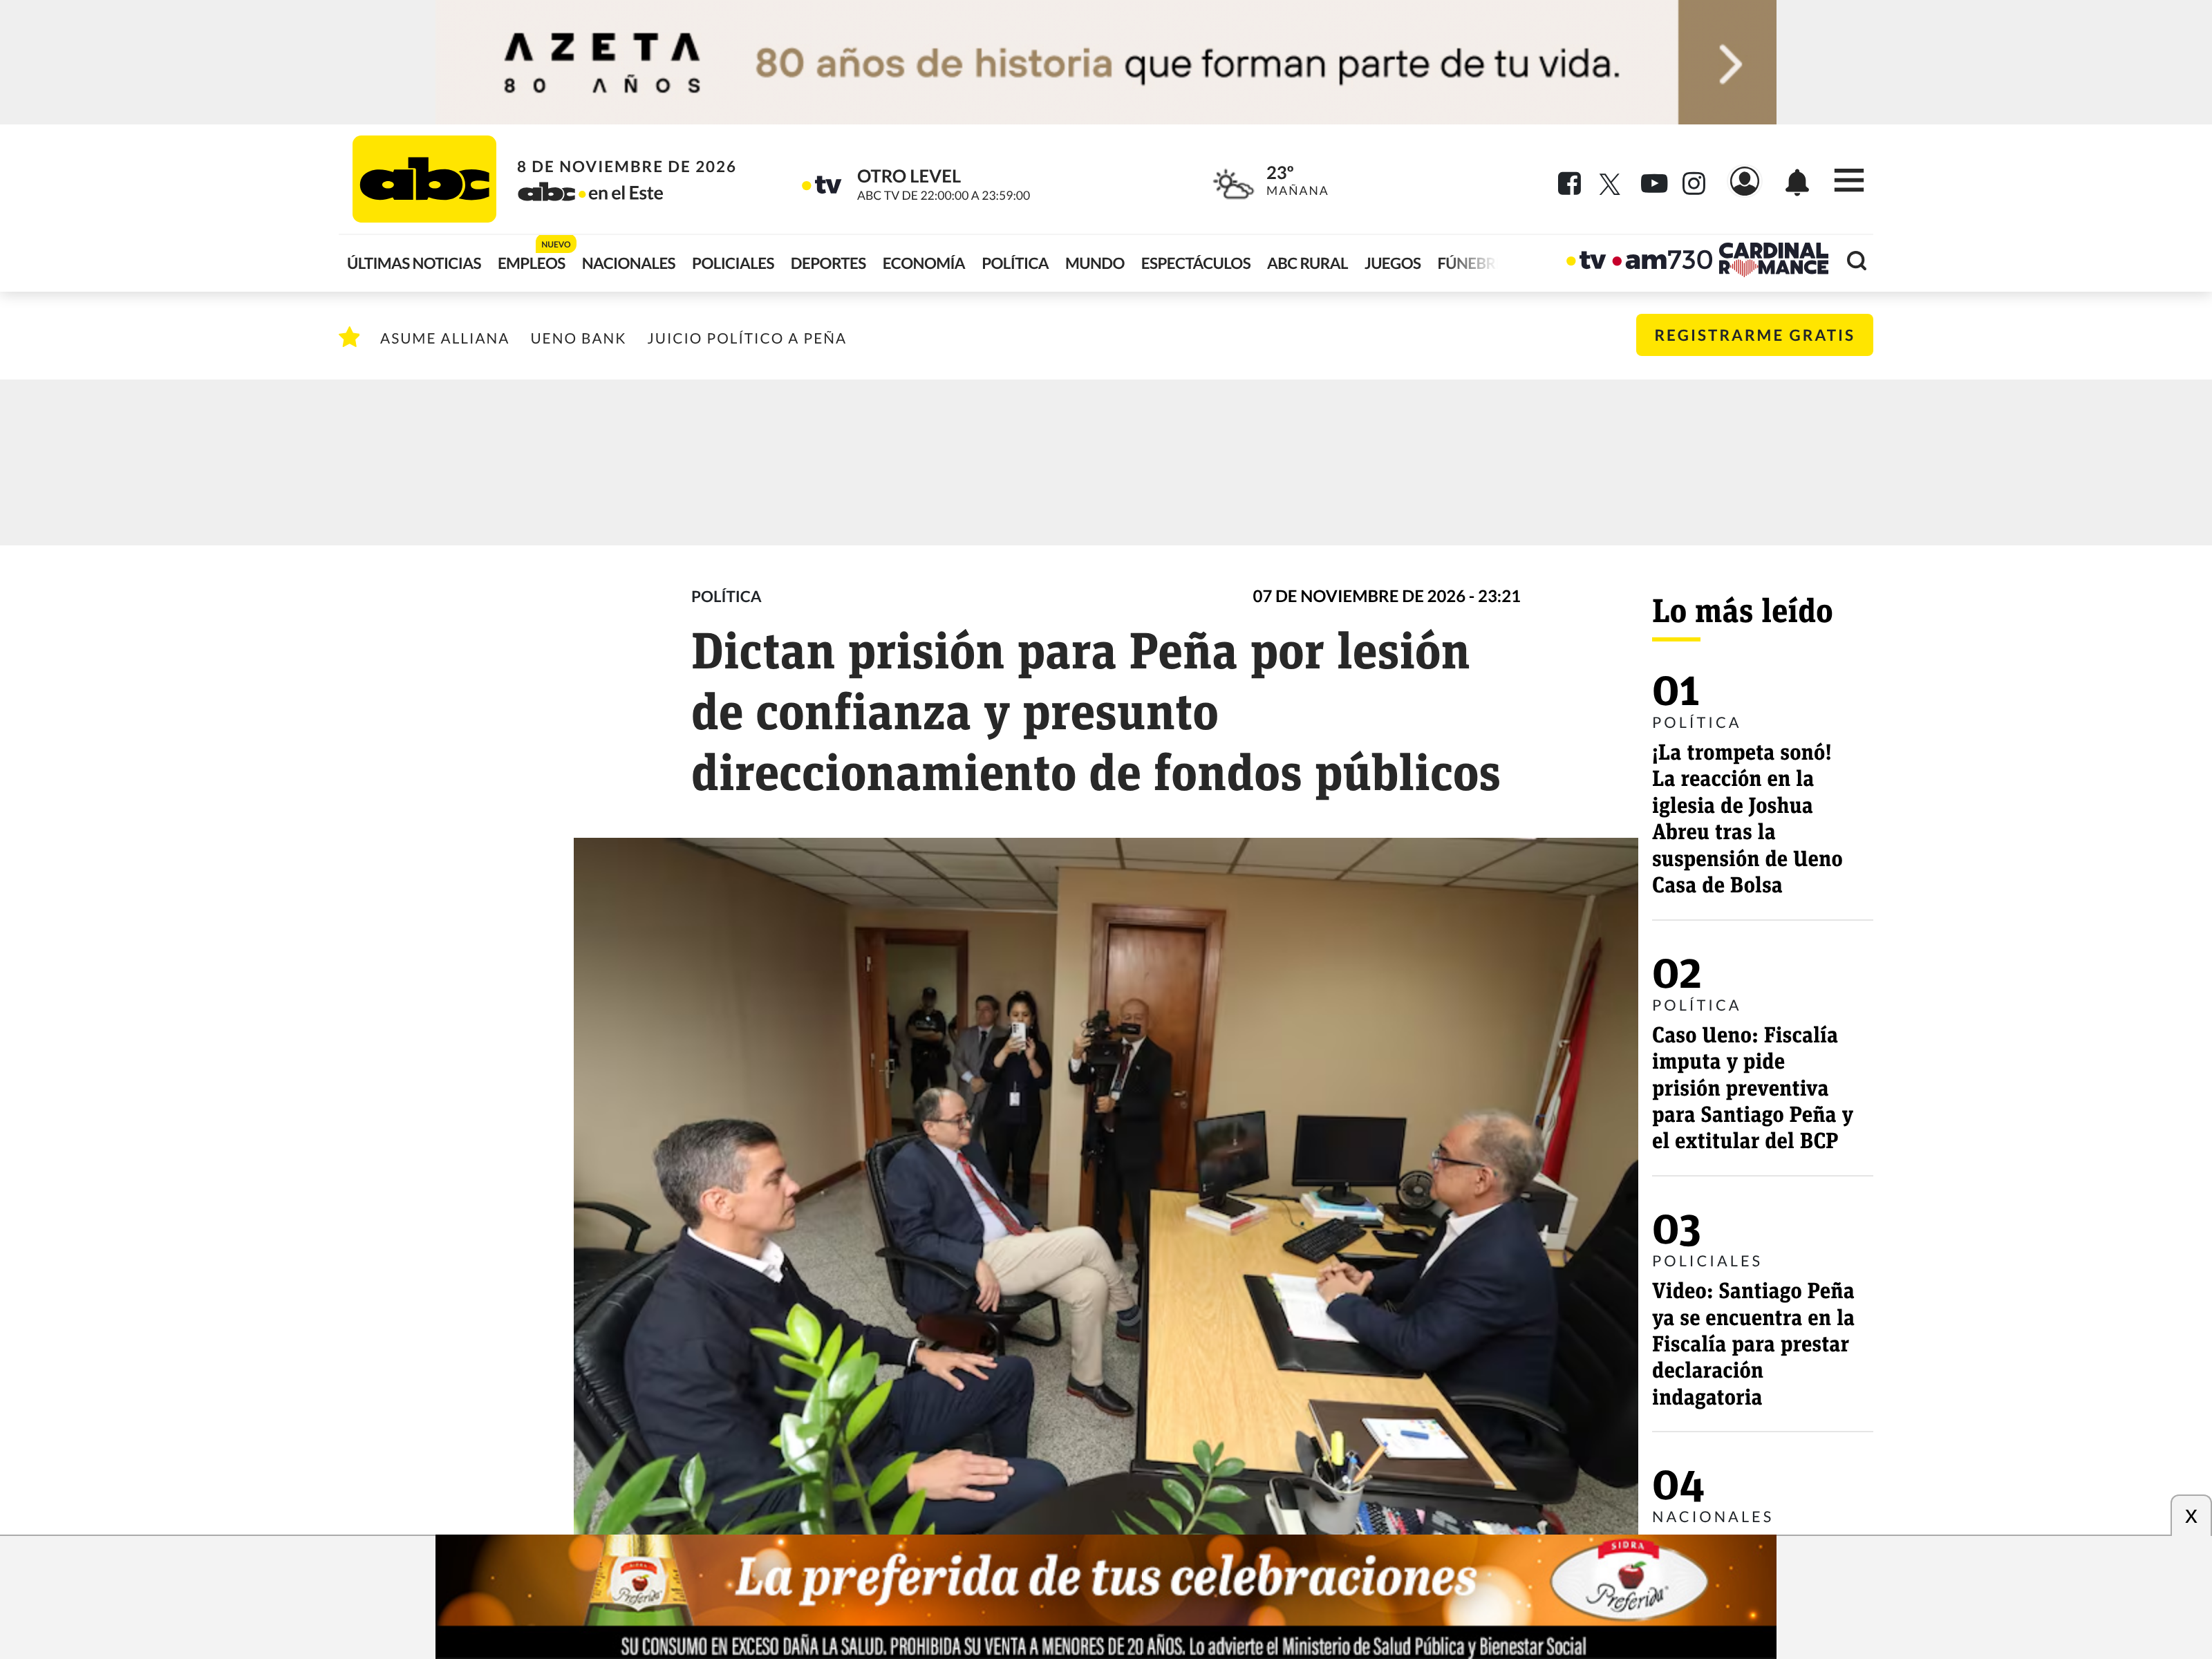 AZETA
80 AÑOS
80 años de historia que forman parte de tu vida.
abc
8 DE NOVIEMBRE DE 2026
abc en el Este
tv
OTRO LEVEL
ABC TV DE 22:00:00 A 23:59:00
23º
MAÑANA
NUEVO
ÚLTIMAS NOTICIAS EMPLEOS NACIONALES POLICIALES DEPORTES ECONOMÍA POLÍTICA MUNDO ESPECTÁCULOS ABC RURAL JUEGOS FÚNEBR
tv am730 CARDINAL
ROMANCE
ASUME ALLIANA UENO BANK JUICIO POLÍTICO A PEÑA
REGISTRARME GRATIS
POLÍTICA
07 DE NOVIEMBRE DE 2026 - 23:21
Dictan prisión para Peña por lesión
de confianza y presunto
direccionamiento de fondos públicos
Lo más leído
01
POLÍTICA
¡La trompeta sonó!
La reacción en la
iglesia de Joshua
Abreu tras la
suspensión de Ueno
Casa de Bolsa
02
POLÍTICA
Caso Ueno: Fiscalía
imputa y pide
prisión preventiva
para Santiago Peña y
el extitular del BCP
03
POLICIALES
Video: Santiago Peña
ya se encuentra en la
Fiscalía para prestar
declaración
indagatoria
04
NACIONALES
X
La preferida de tus celebraciones
SIDRA
Preferida
SU CONSUMO EN EXCESO DAÑA LA SALUD. PROHIBIDA SU VENTA A MENORES DE 20 AÑOS. Lo advierte el Ministerio de Salud Pública y Bienestar Social